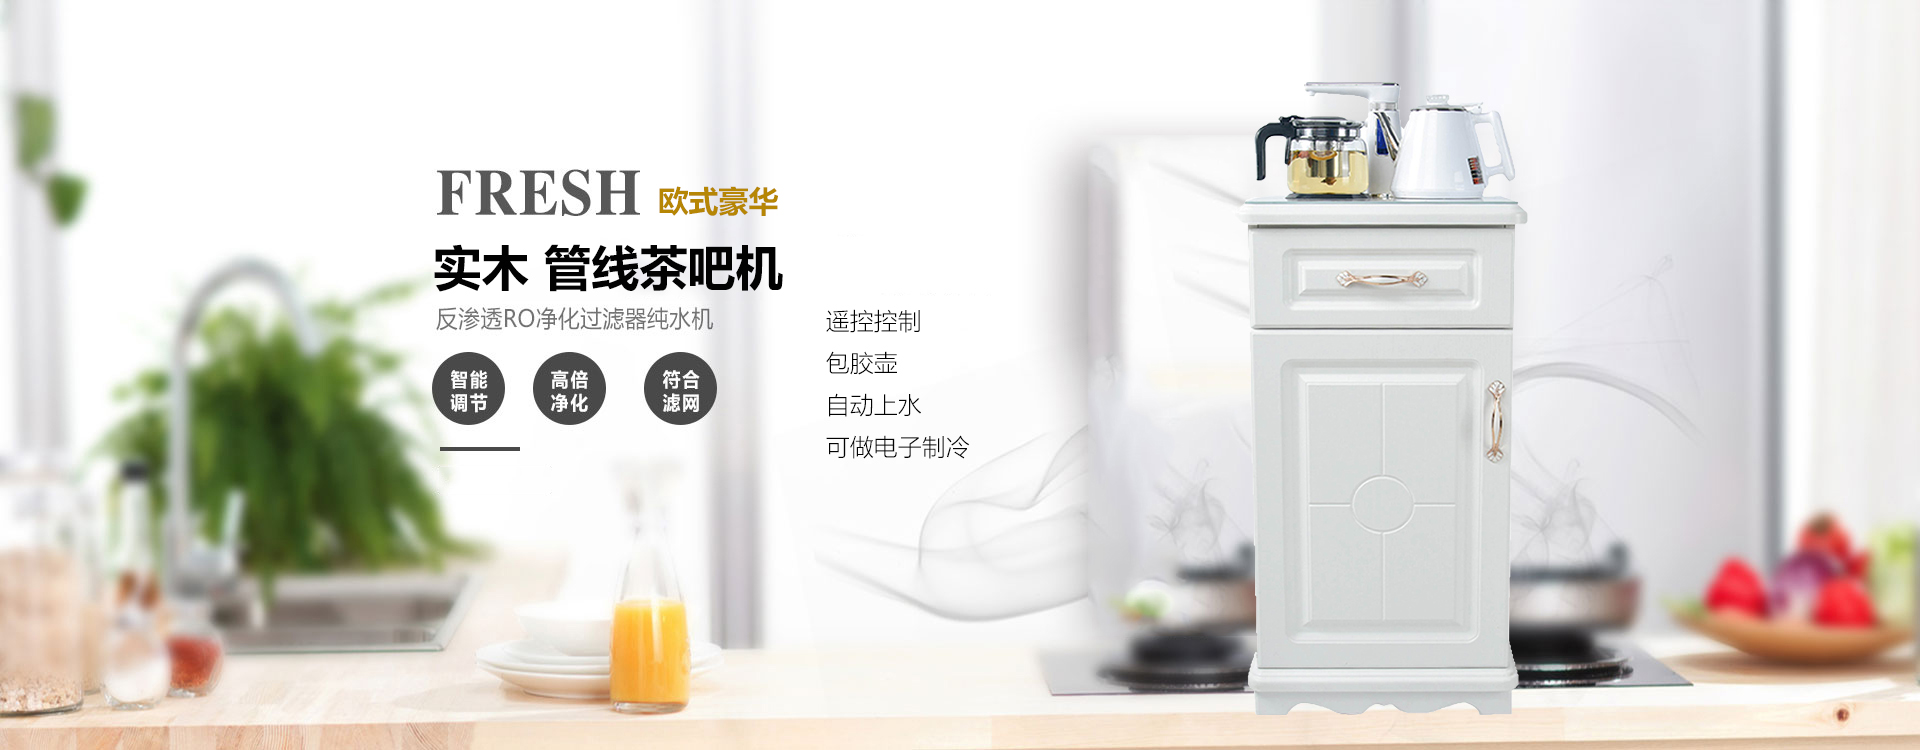 FRESH 欧式豪华
实木 管线茶吧机
反渗透RO净化过滤器纯水机
智能
调节
高倍
净化
符合
滤网
遥控控制
包胶壶
自动上水
可做电子制冷